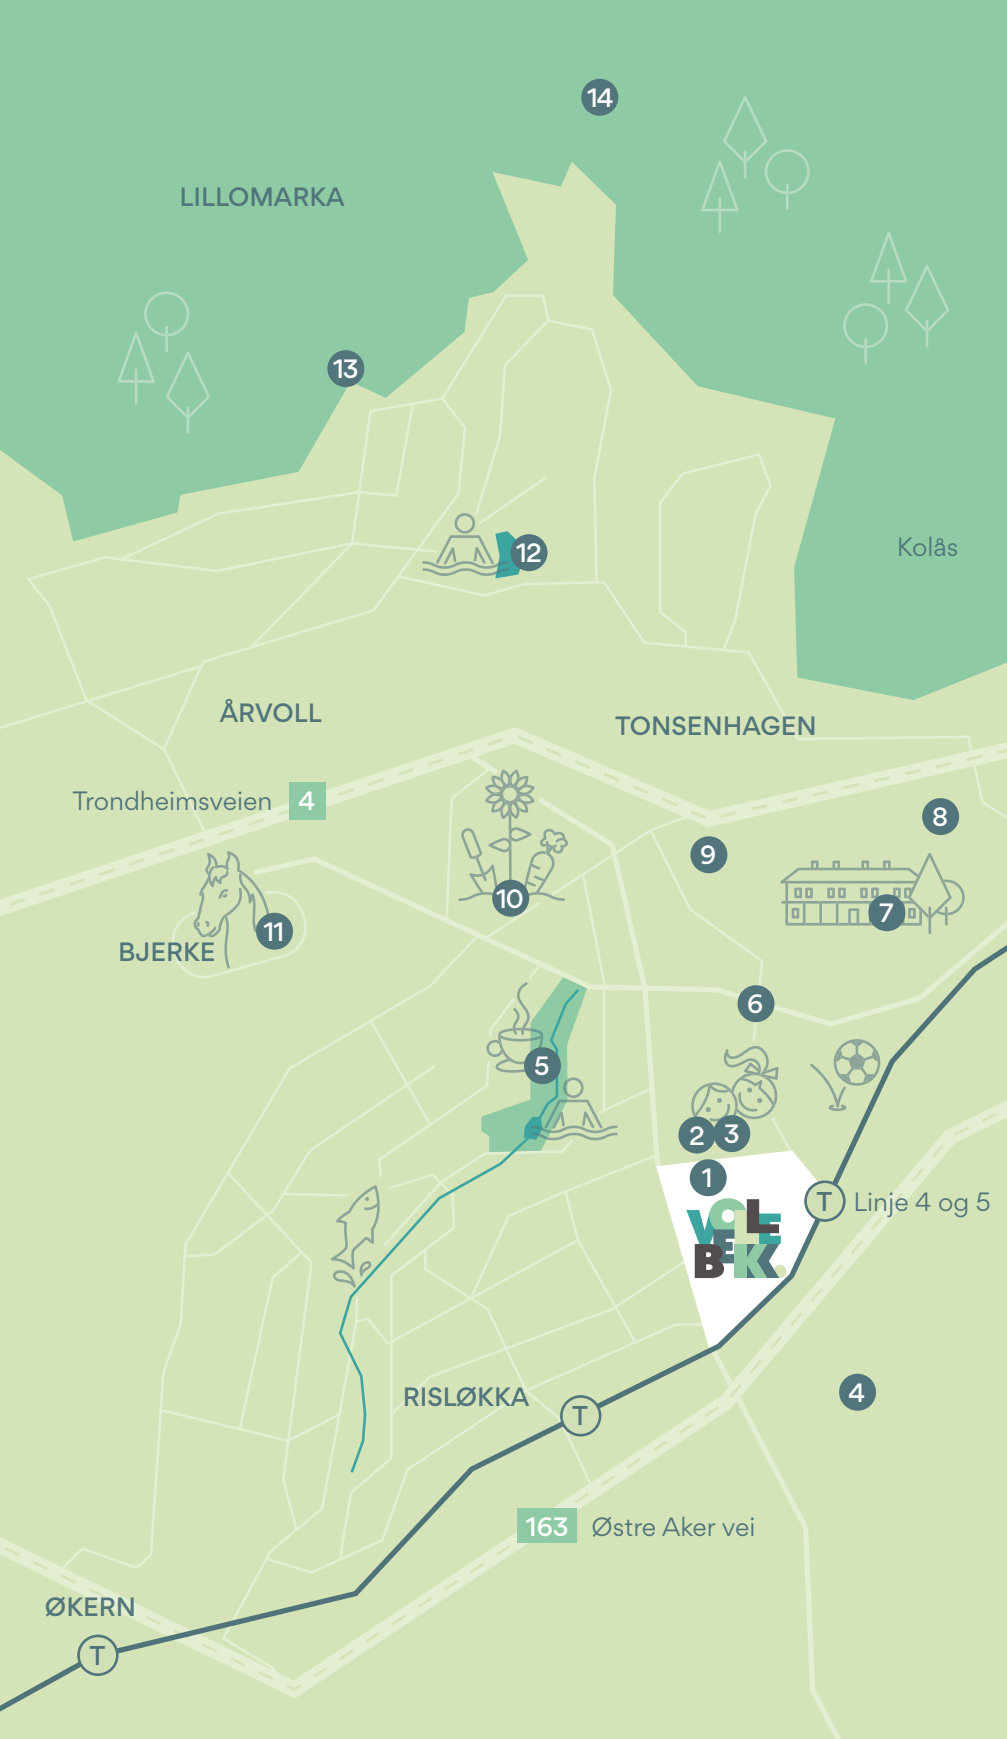 14
LILLOMARKA
13
12
Kolås
ÅRVOLL
TONSENHAGEN
Trondheimsveien 4
8
9
10
7
11
BJERKE
6
5
2 3
1
T Linje 4 og 5
VOLLEBEKK
4
RISLØKKA
T
163 Østre Aker vei
ØKERN
T